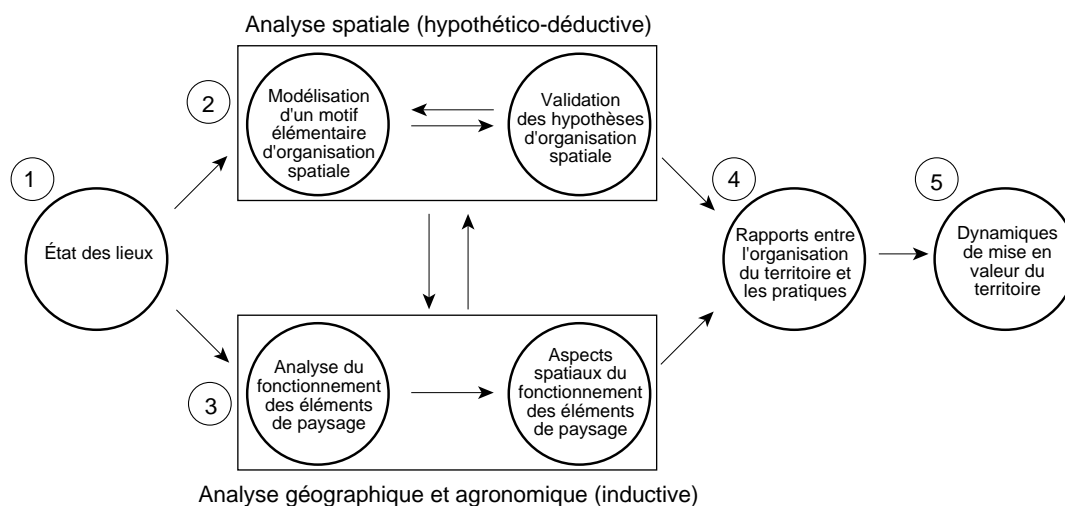 Analyse spatiale (hypothético-déductive)
2
Modélisation
d'un motif
élémentaire
d'organisation
spatiale
Validation
des hypothèses
d'organisation
spatiale
1
État des lieux
4
Rapports entre
l'organisation
du territoire et
les pratiques
5
Dynamiques
de mise en
valeur du
territoire
3
Analyse du
fonctionnement
des éléments
de paysage
Aspects
spatiaux du
fonctionnement
des éléments
de paysage
Analyse géographique et agronomique (inductive)